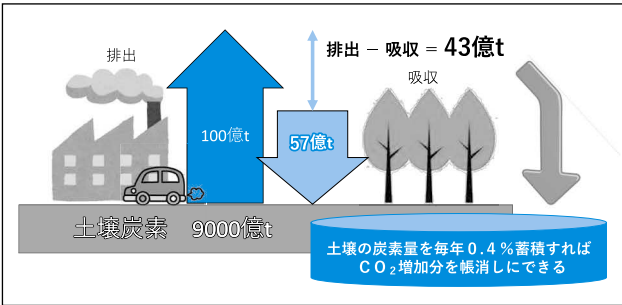 排出
排出 − 吸収 = 43億t
吸収
100億t
57億t
土壌炭素　9000億t
土壌の炭素量を毎年０.４％蓄積すれば
ＣＯ₂増加分を帳消しにできる